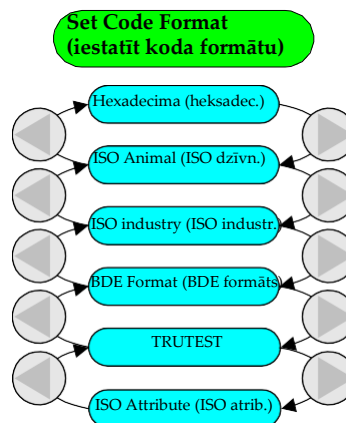 Set Code Format
(iestatīt koda formātu)
Hexadecima (heksadec.)
ISO Animal (ISO dzīvn.)
ISO industry (ISO industr.)
BDE Format (BDE formāts)
TRUTEST
ISO Attribute (ISO atrib.)